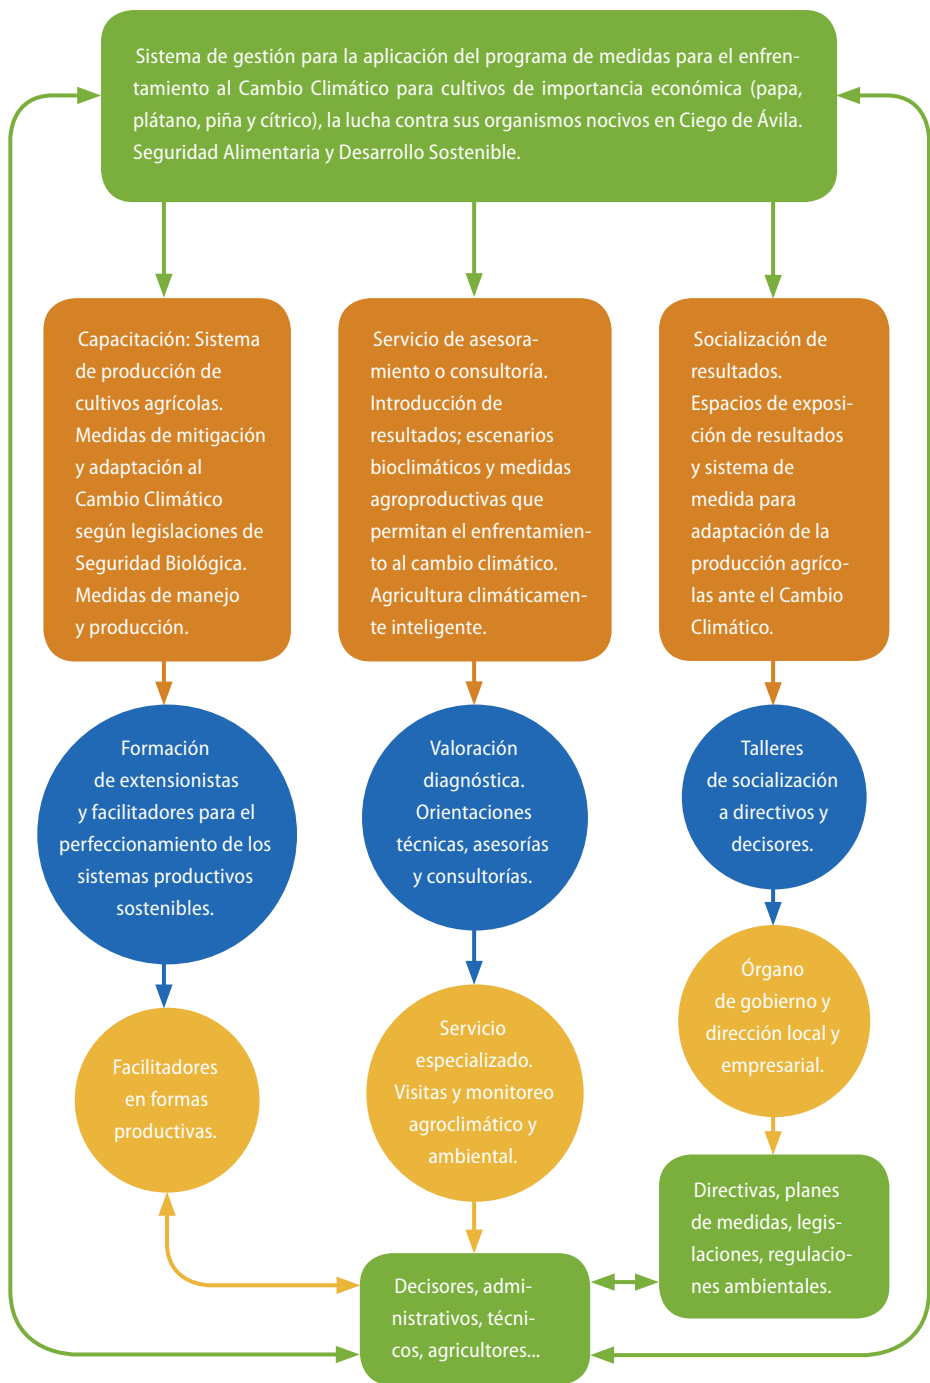 Sistema de gestión para la aplicación del programa de medidas para el enfren-
tamiento al Cambio Climático para cultivos de importancia económica (papa,
plátano, piña y cítrico), la lucha contra sus organismos nocivos en Ciego de Ávila.
Seguridad Alimentaria y Desarrollo Sostenible.
Capacitación: Sistema
de producción de
cultivos agrícolas.
Medidas de mitigación
y adaptación al
Cambio Climático
según legislaciones de
Seguridad Biológica.
Medidas de manejo
y producción.
Servicio de asesora-
miento o consultoría.
Introducción de
resultados; escenarios
bioclimáticos y medidas
agroproductivas que
permitan el enfrentamien-
to al cambio climático.
Agricultura climáticamen-
te inteligente.
Socialización de
resultados.
Espacios de exposi-
ción de resultados
y sistema de
medida para
adaptación de la
producción agríco-
las ante el Cambio
Climático.
Formación
de extensionistas
y facilitadores para el
perfeccionamiento de los
sistemas productivos
sostenibles.
Valoración
diagnóstica.
Orientaciones
técnicas, asesorías
y consultorías.
Talleres
de socialización
a directivos y
decisores.
Facilitadores
en formas
productivas.
Servicio
especializado.
Visitas y monitoreo
agroclimático y
ambiental.
Órgano
de gobierno y
dirección local y
empresarial.
Directivas, planes
de medidas, legis-
laciones, regulacio-
nes ambientales.
Decisores, admi-
nistrativos, técni-
cos, agricultores...